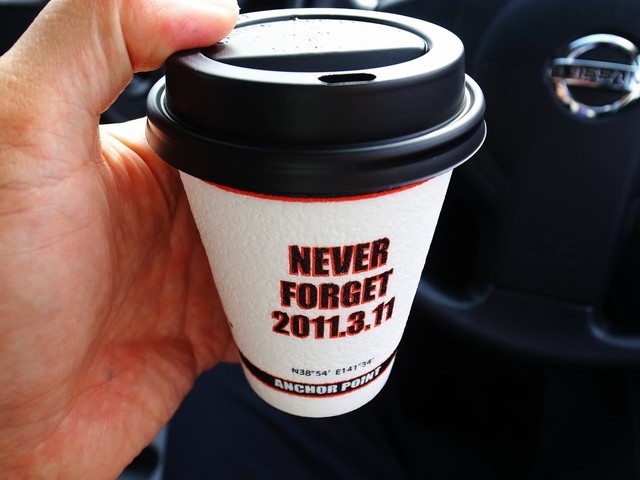 NISSAN
NEVER
FORGET
2011.3.11
N38°54' E141°34'
ANCHOR POINT